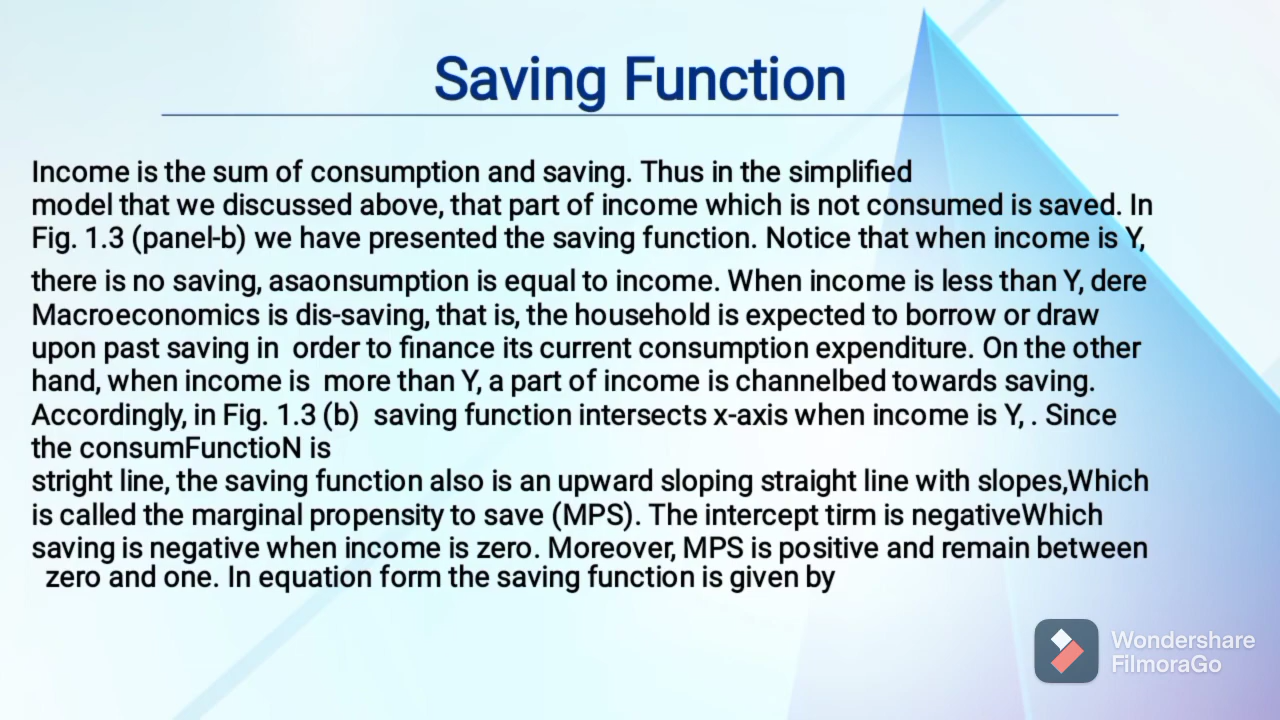 Saving Function
Income is the sum of consumption and saving. Thus in the simplified
model that we discussed above, that part of income which is not consumed is saved. In
Fig. 1.3 (panel-b) we have presented the saving function. Notice that when income is Y,
there is no saving, asaonsumption is equal to income. When income is less than Y, dere
Macroeconomics is dis-saving, that is, the household is expected to borrow or draw
upon past saving in order to finance its current consumption expenditure. On the other
hand, when income is more than Y, a part of income is channelbed towards saving.
Accordingly, in Fig. 1.3 (b) saving function intersects x-axis when income is Y, . Since
the consumFunctioN is
stright line, the saving function also is an upward sloping straight line with slopes,Which
is called the marginal propensity to save (MPS). The intercept tirm is negativeWhich
saving is negative when income is zero. Moreover, MPS is positive and remain between
zero and one. In equation form the saving function is given by
Wondershare
FilmoraGo